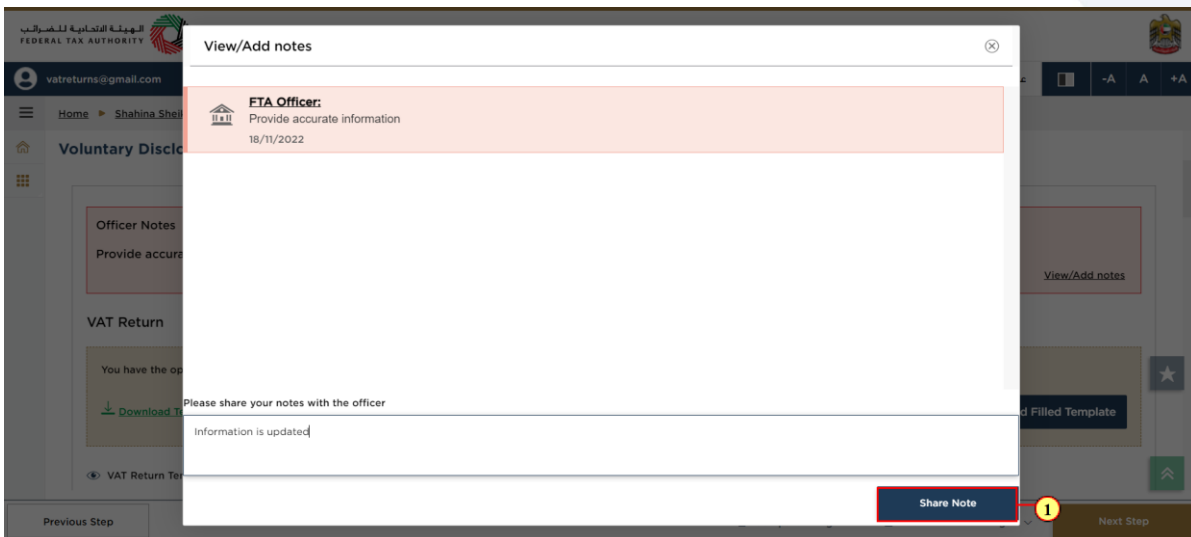 الهيئة الاتحادية للضرائب
FEDERAL TAX AUTHORITY
View/Add notes
vatreturns@gmail.com
-A A +A
FTA Officer:
Home Shahina Sheik
Provide accurate information
18/11/2022
Voluntary Disclo
Officer Notes
Provide accura
View/Add notes
VAT Return
You have the op
Please share your notes with the officer
Download Te
d Filled Template
Information is updated
VAT Return Ter
Share Note
1
Previous Step
Next Step